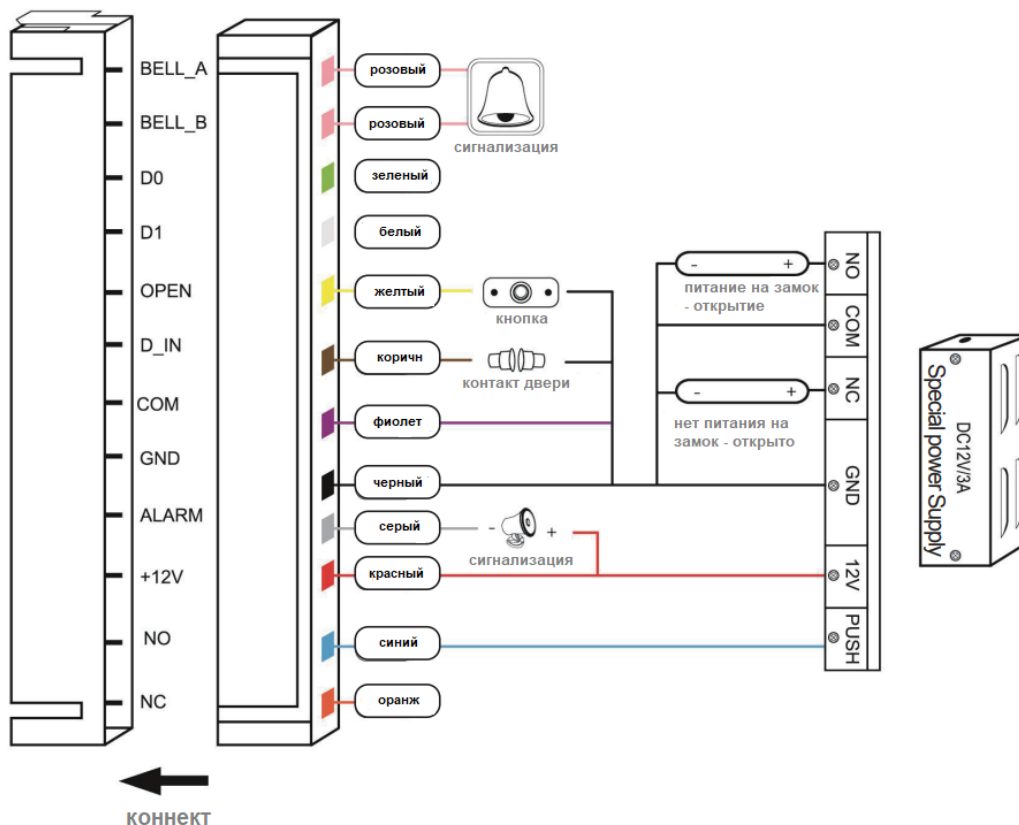 BELL_A
BELL_B
D0
D1
OPEN
D_IN
COM
GND
ALARM
+12V
NO
NC
коннект
розовый
розовый
зеленый
белый
желтый
коричн
фиолет
черный
серый
красный
синий
оранж
сигнализация
кнопка
контакт двери
- +
сигнализация
- +
питание на замок
- открытие
- +
нет питания на
замок - открыто
NO
COM
NC
GND
12V
PUSH
DC12V/3A
Special power Supply